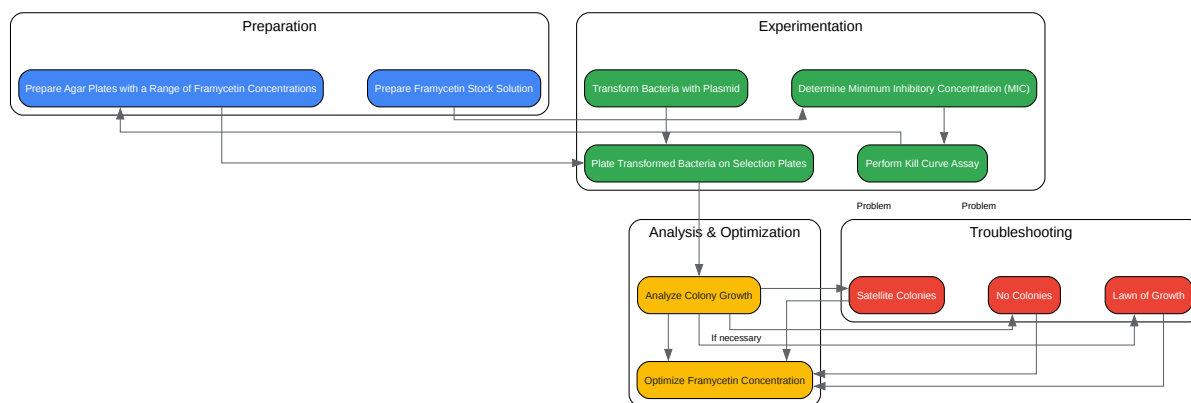 Preparation
Experimentation
Prepare Agar Plates with a Range of Framycetin Concentrations
Prepare Framycetin Stock Solution
Transform Bacteria with Plasmid
Determine Minimum Inhibitory Concentration (MIC)
Plate Transformed Bacteria on Selection Plates
Perform Kill Curve Assay
Problem
Problem
Analysis & Optimization
Troubleshooting
Analyze Colony Growth
Satellite Colonies
No Colonies
Lawn of Growth
If necessary
Optimize Framycetin Concentration